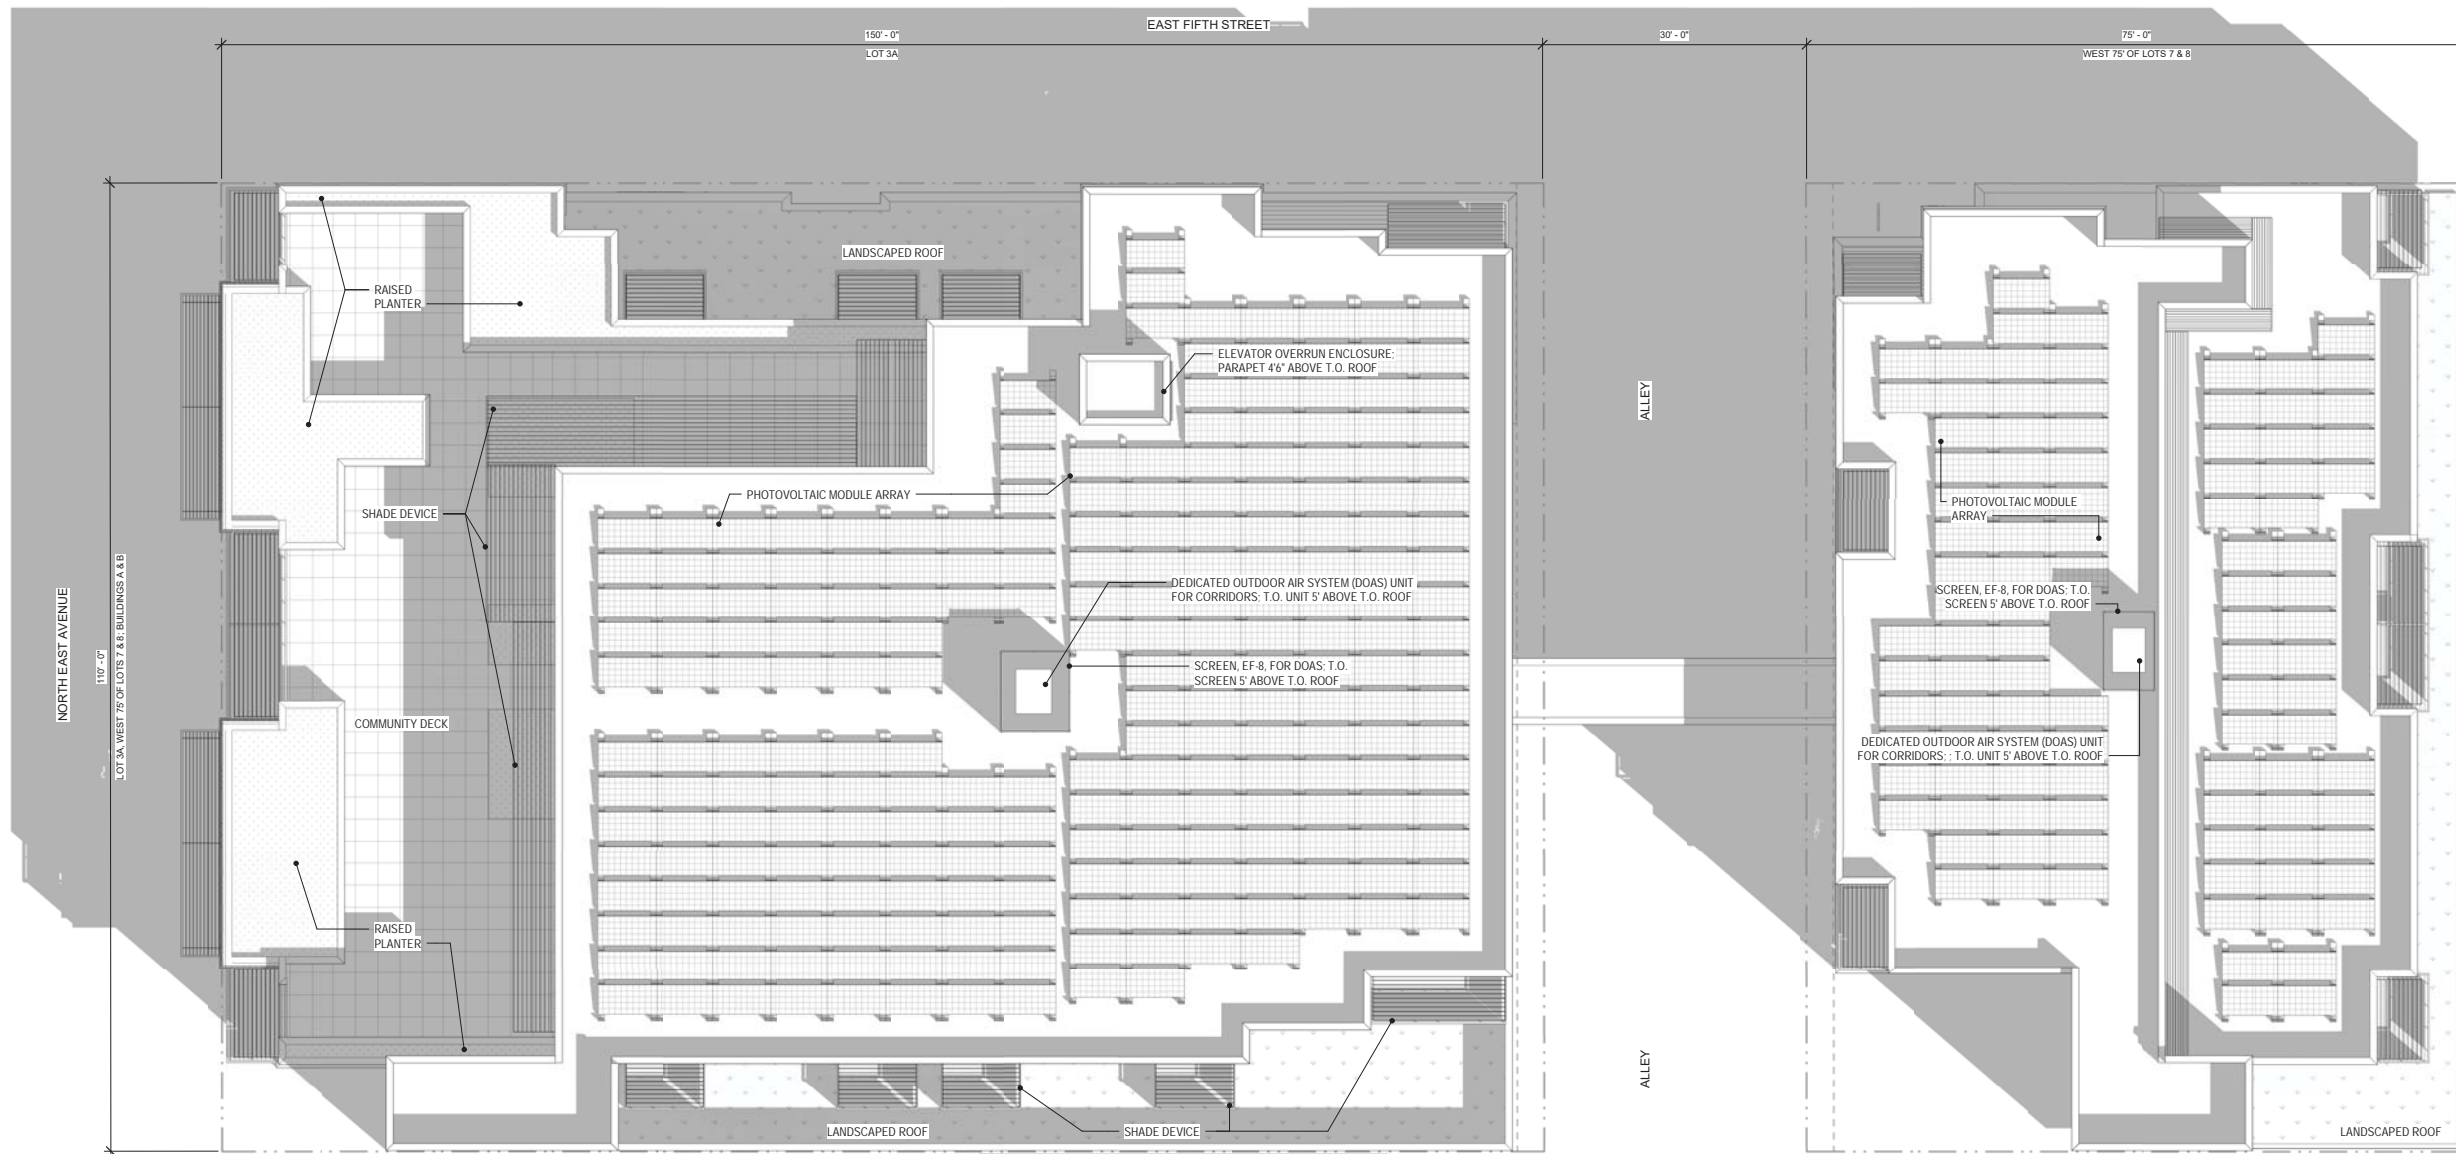 EAST FIFTH STREET
150' - 0"
LOT 3A
30' - 0"
75' - 0"
WEST 75' OF LOTS 7 & 8
LANDSCAPED ROOF
RAISED
PLANTER
ELEVATOR OVERRUN ENCLOSURE;
PARAPET 4'6" ABOVE T.O. ROOF
ALLEY
PHOTOVOLTAIC MODULE ARRAY
SHADE DEVICE
PHOTOVOLTAIC MODULE
ARRAY
DEDICATED OUTDOOR AIR SYSTEM (DOAS) UNIT
FOR CORRIDORS; T.O. UNIT 5' ABOVE T.O. ROOF
SCREEN, EF-8, FOR DOAS; T.O.
SCREEN 5' ABOVE T.O. ROOF
NORTH EAST AVENUE
110' - 0"
LOT 3A, WEST 75' OF LOTS 7 & 8; BUILDINGS A & B
SCREEN, EF-8, FOR DOAS; T.O.
SCREEN 5' ABOVE T.O. ROOF
COMMUNITY DECK
DEDICATED OUTDOOR AIR SYSTEM (DOAS) UNIT
FOR CORRIDORS; ; T.O. UNIT 5' ABOVE T.O. ROOF
RAISED
PLANTER
ALLEY
LANDSCAPED ROOF
SHADE DEVICE
LANDSCAPED ROOF